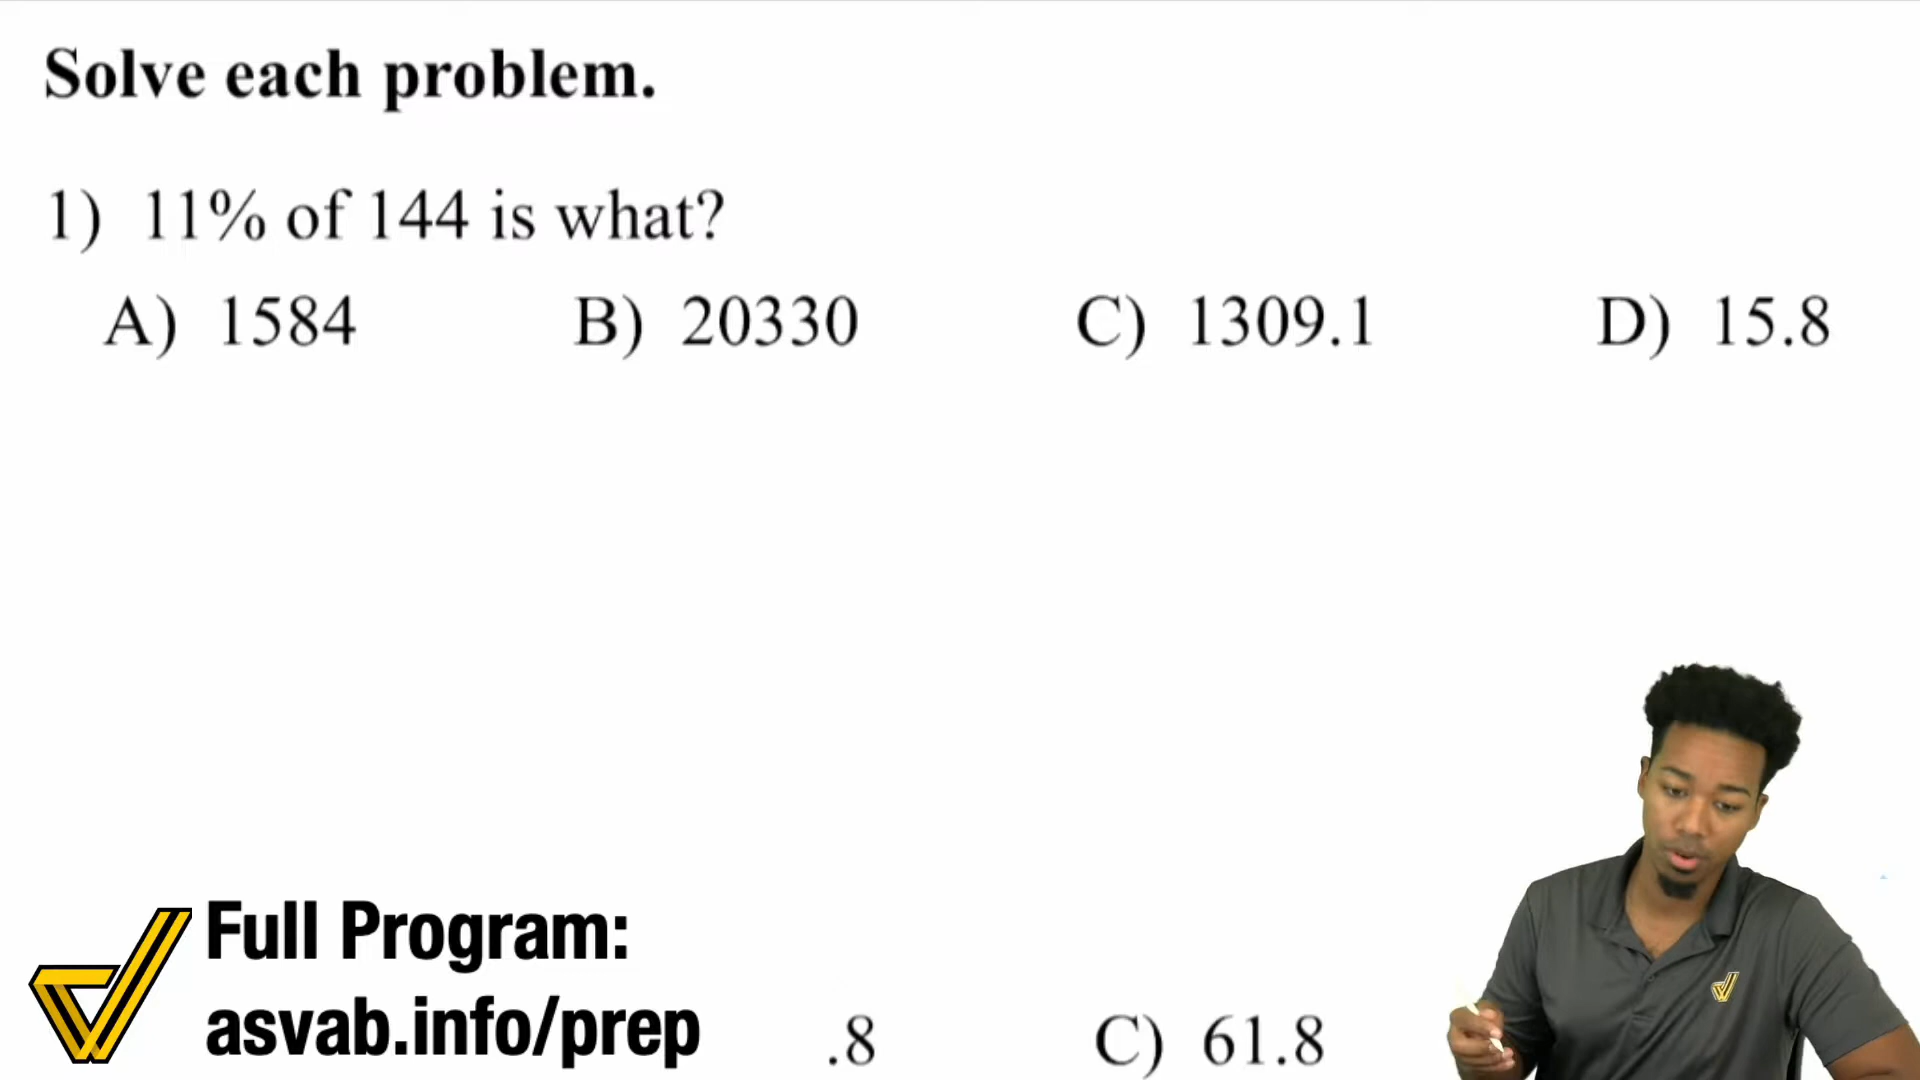 Solve each problem.
1) 11% of 144 is what?
A) 1584 B) 20330 C) 1309.1 D) 15.8
Full Program:
asvab.info/prep
.8 C) 61.8